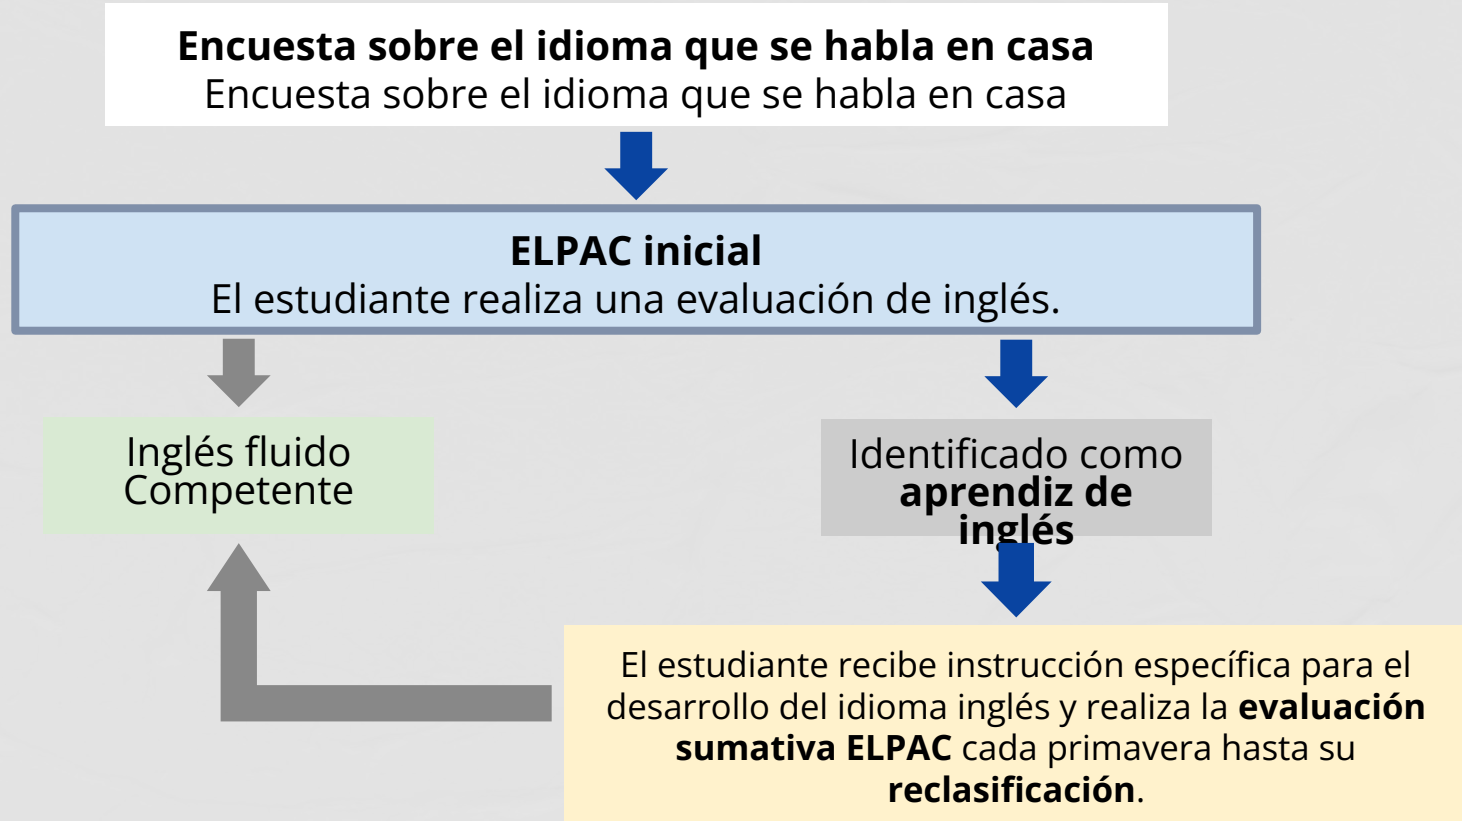 Encuesta sobre el idioma que se habla en casa
Encuesta sobre el idioma que se habla en casa
ELPAC inicial
El estudiante realiza una evaluación de inglés.
Inglés fluido
Competente
Identificado como
aprendiz de
inglés
El estudiante recibe instrucción específica para el
desarrollo del idioma inglés y realiza la evaluación
sumativa ELPAC cada primavera hasta su
reclasificación.